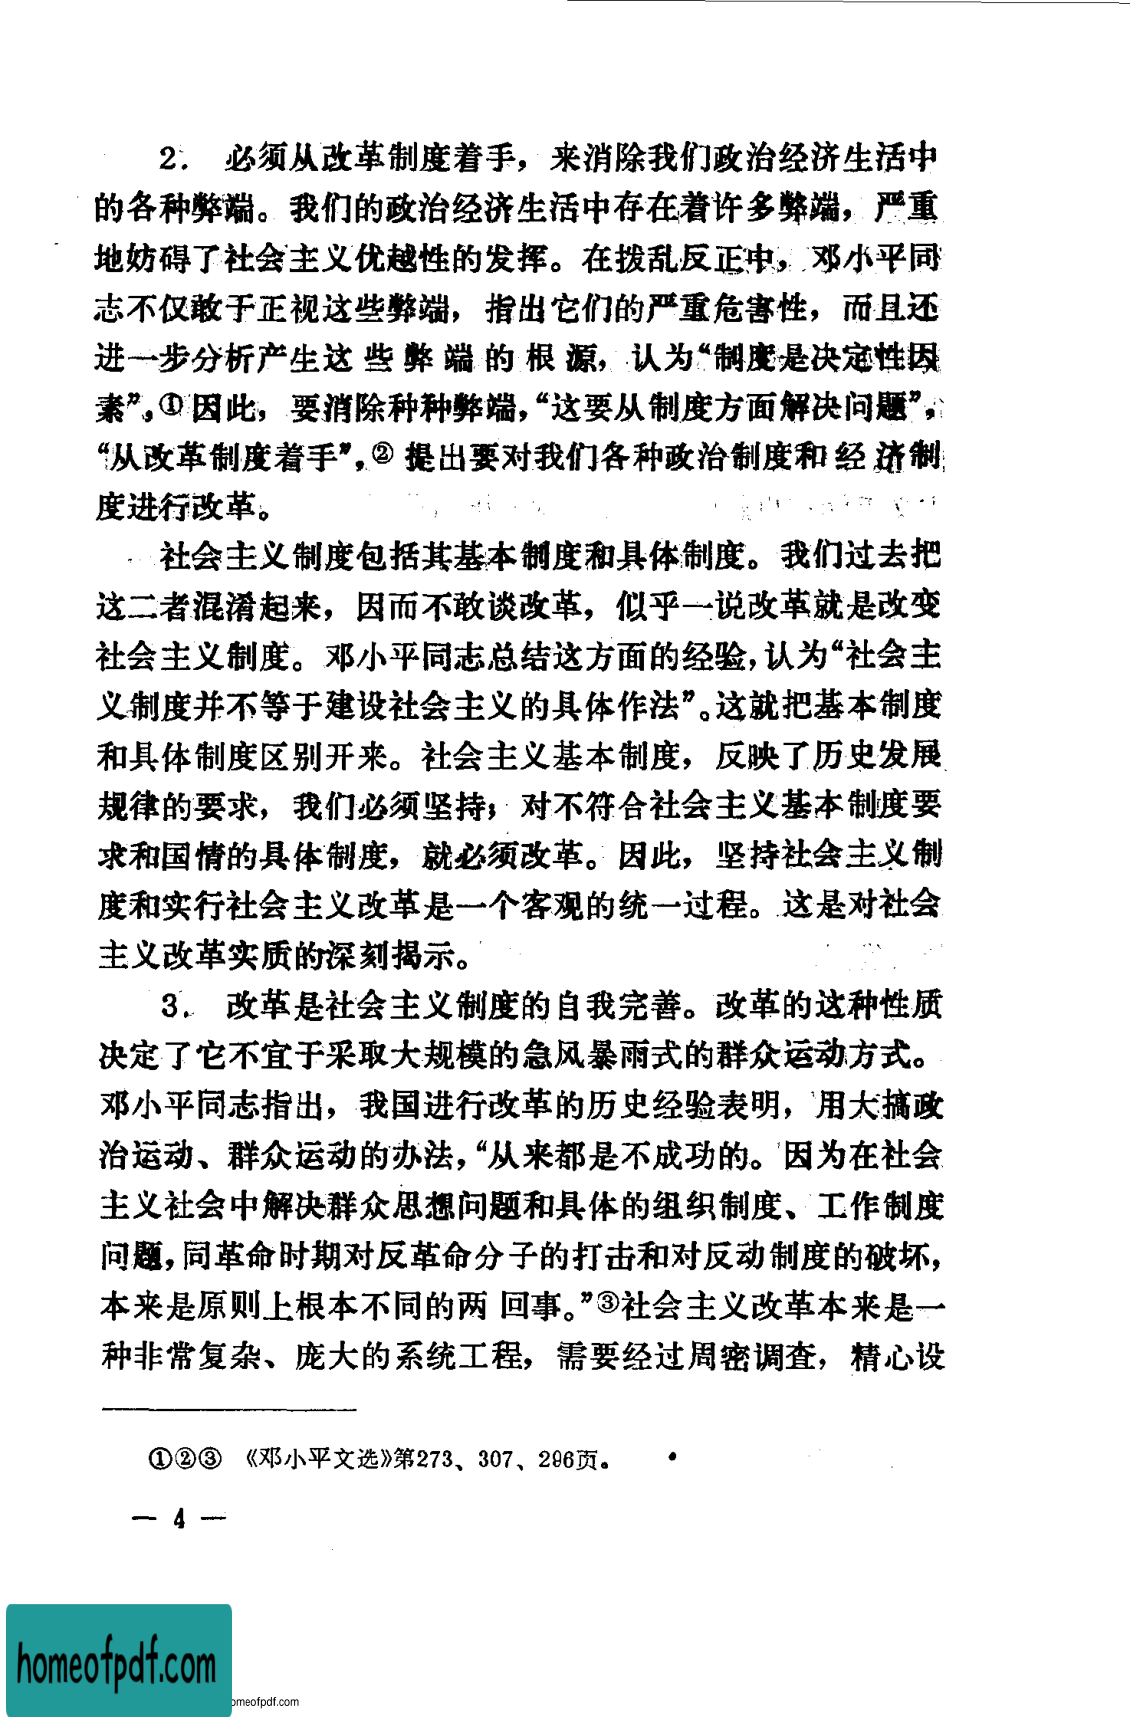 2. 必须从改革制度着手，来消除我们政治经济生活中
的各种弊端。我们的政治经济生活中存在着许多弊端，严重
地妨碍了社会主义优越性的发挥。在拨乱反正中，邓小平同
志不仅敢于正视这些弊端，指出它们的严重危害性，而且还
进一步分析产生这些弊端的根源，认为“制度是决定性因
素”，①因此，要消除种种弊端，“这要从制度方面解决问题”，
“从改革制度着手”，②提出要对我们各种政治制度和经济制
度进行改革。
社会主义制度包括其基本制度和具体制度。我们过去把
这二者混淆起来，因而不敢谈改革，似乎一说改革就是改变
社会主义制度。邓小平同志总结这方面的经验，认为“社会主
义制度并不等于建设社会主义的具体作法”。这就把基本制度
和具体制度区别开来。社会主义基本制度，反映了历史发展
规律的要求，我们必须坚持；对不符合社会主义基本制度要
求和国情的具体制度，就必须改革。因此，坚持社会主义制
度和实行社会主义改革是一个客观的统一过程。这是对社会
主义改革实质的深刻揭示。
3. 改革是社会主义制度的自我完善。改革的这种性质
决定了它不宜于采取大规模的急风暴雨式的群众运动方式。
邓小平同志指出，我国进行改革的历史经验表明，用大搞政
治运动、群众运动的办法，“从来都是不成功的。因为在社会
主义社会中解决群众思想问题和具体的组织制度、工作制度
问题，同革命时期对反革命分子的打击和对反动制度的破坏，
本来是原则上根本不同的两回事。”③社会主义改革本来是一
种非常复杂、庞大的系统工程，需要经过周密调查，精心设
①②③ 《邓小平文选》第273、307、296页。
— 4 —
homeofpdf.com
omeofpdf.com